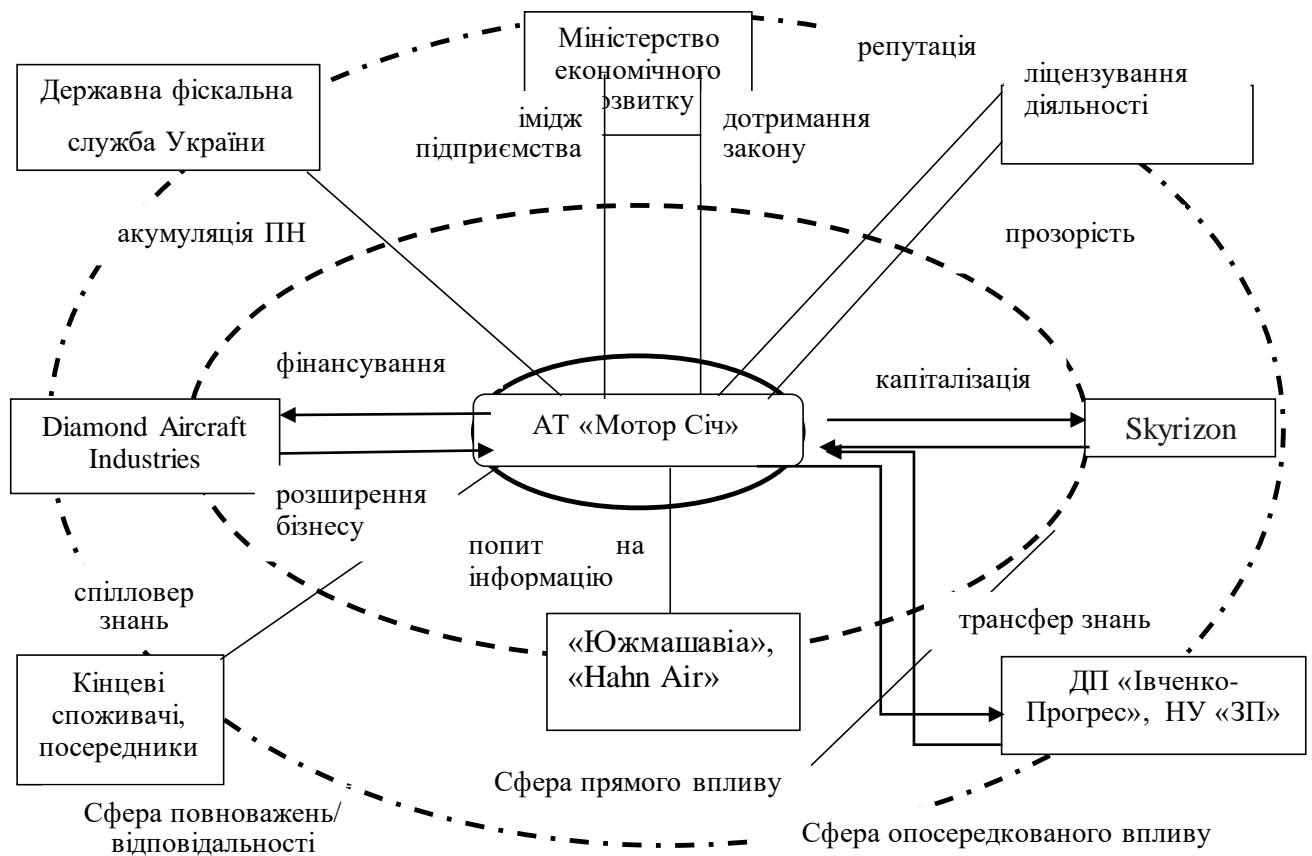 Міністерство
економічного
озвитку
репутація
Державна фіскальна
служба України
ліцензування
діяльності
імідж
підприємства
дотримання
закону
акумуляція ПН
прозорість
фінансування
капіталізація
Diamond Aircraft
Industries
АТ «Мотор Січ»
Skyrizon
розширення
бізнесу
попит на
інформацію
спілловер
знань
трансфер знань
«Южмашавіа»,
«Hahn Air»
Кінцеві
споживачі,
посередники
ДП «Івченко-
Прогрес», НУ «ЗП»
Сфера прямого впливу
Сфера повноважень/
відповідальності
Сфера опосередкованого впливу